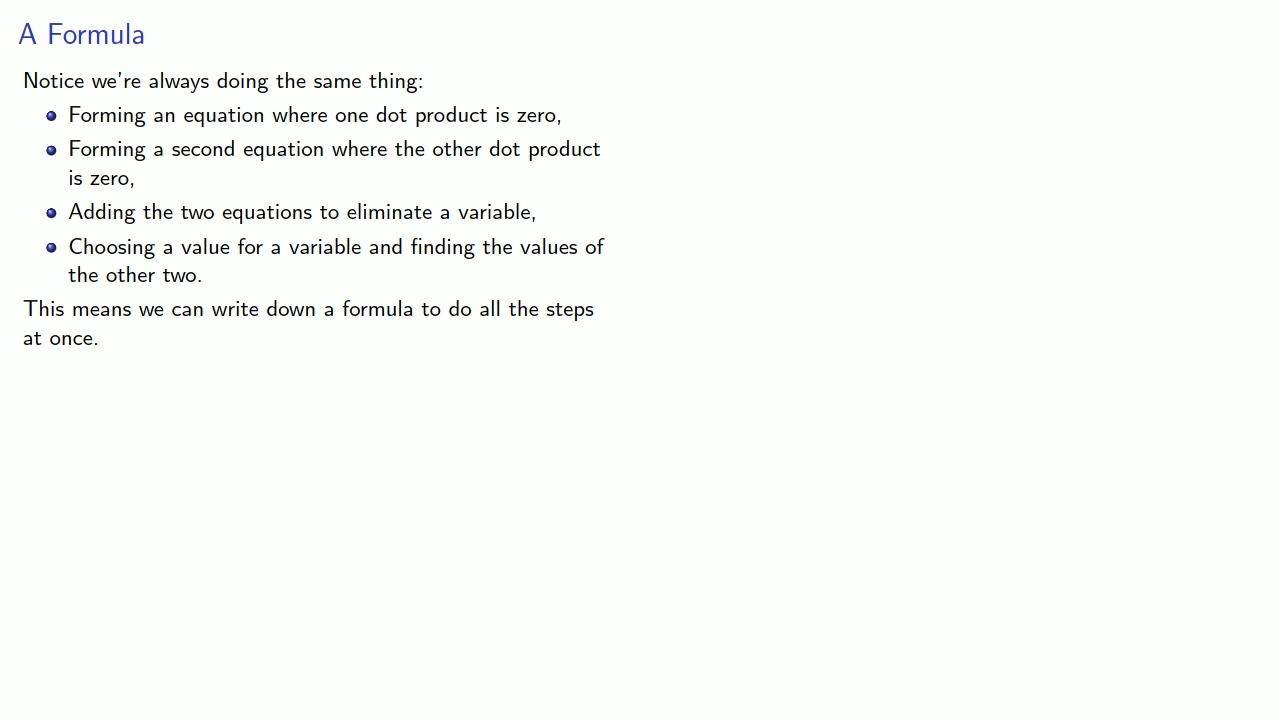 A Formula
Notice we're always doing the same thing:
Forming an equation where one dot product is zero,
Forming a second equation where the other dot product
is zero,
Adding the two equations to eliminate a variable,
Choosing a value for a variable and finding the values of
the other two.
This means we can write down a formula to do all the steps
at once.